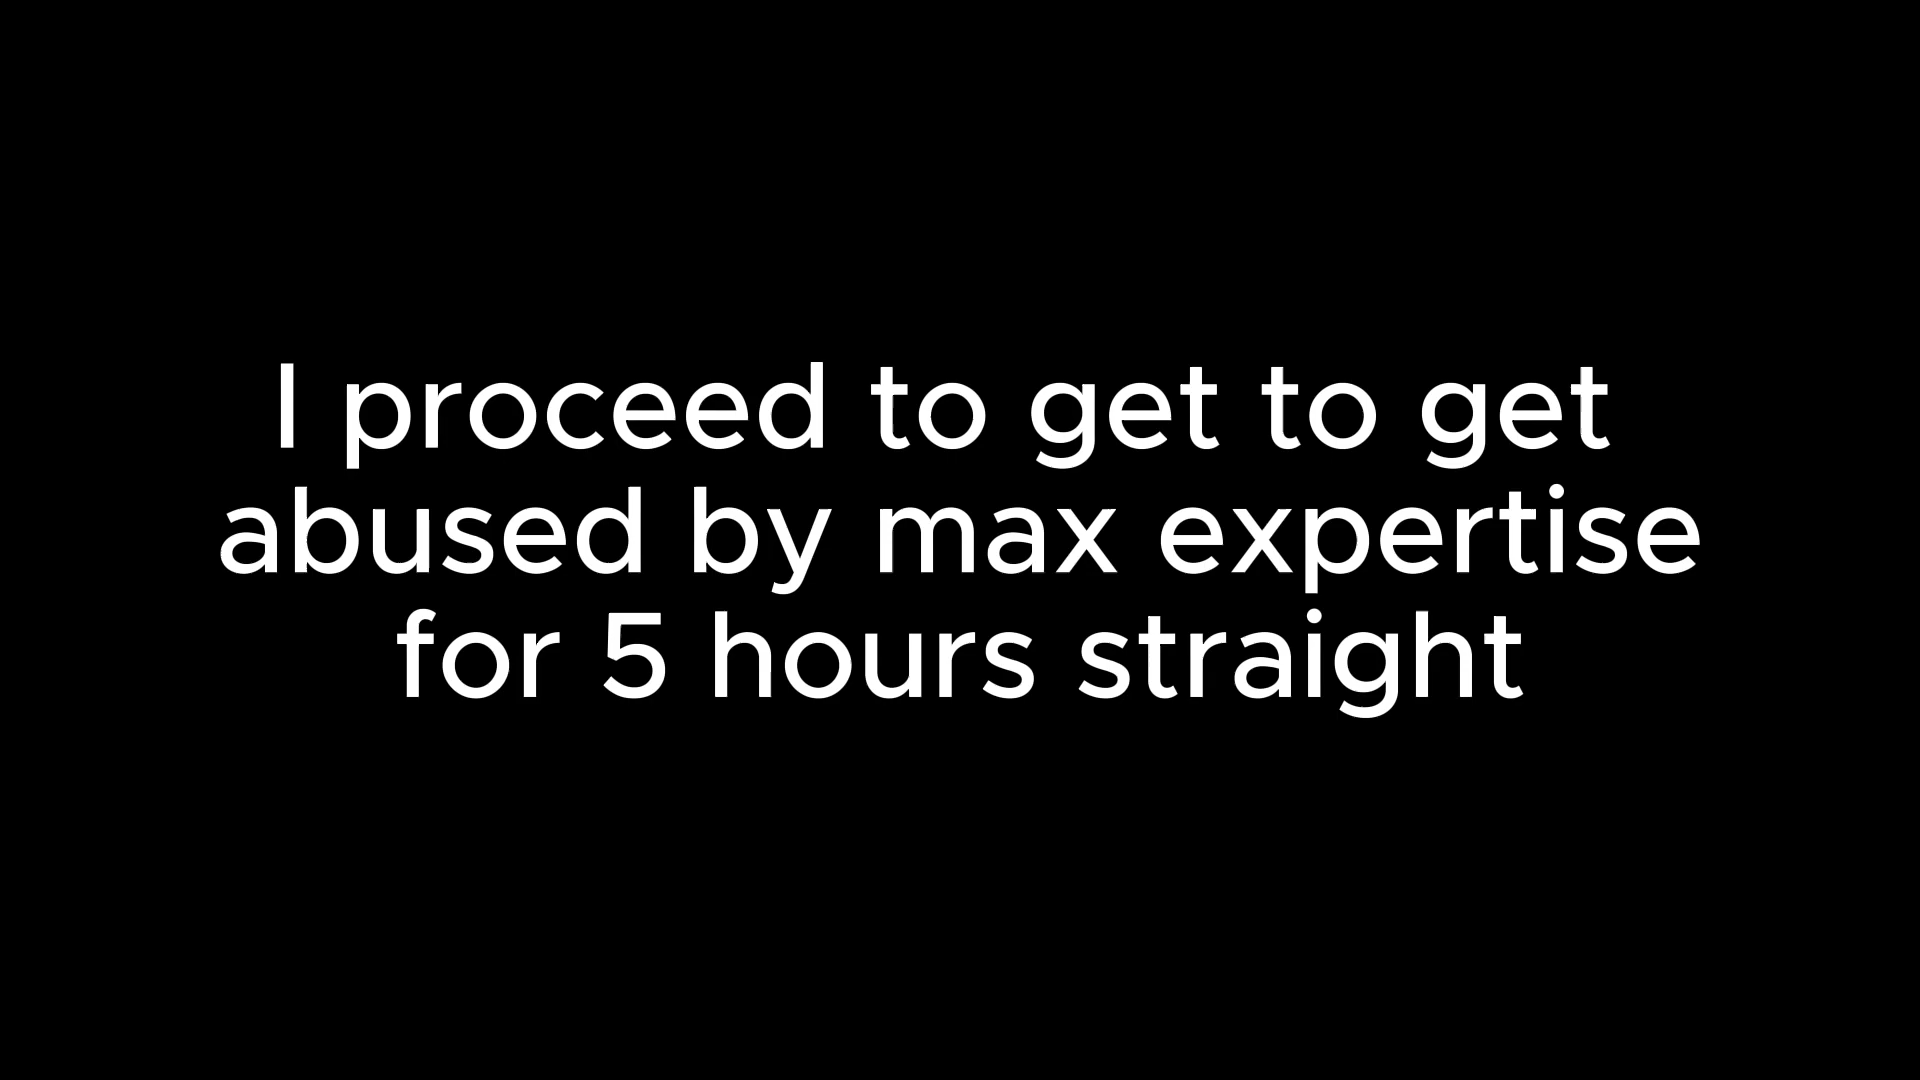 I proceed to get to get
abused by max expertise
for 5 hours straight